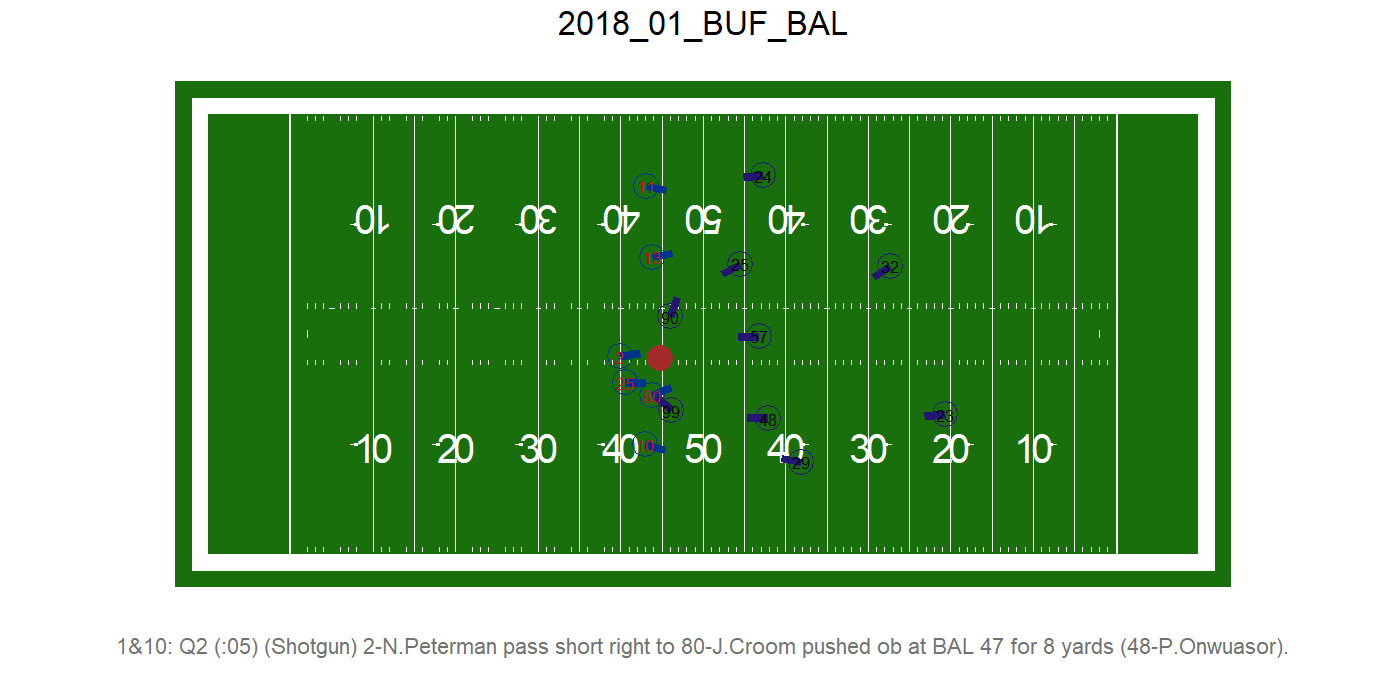 2018_01_BUF_BAL
11 24
10 20 30 40 50 40 30 20 10
13 25 32
90
57
2
25
80
99 48 23
10
10 20 30 40 50 40 30 20 10
29
1&10: Q2 (:05) (Shotgun) 2-N.Peterman pass short right to 80-J.Croom pushed ob at BAL 47 for 8 yards (48-P.Onwuasor).